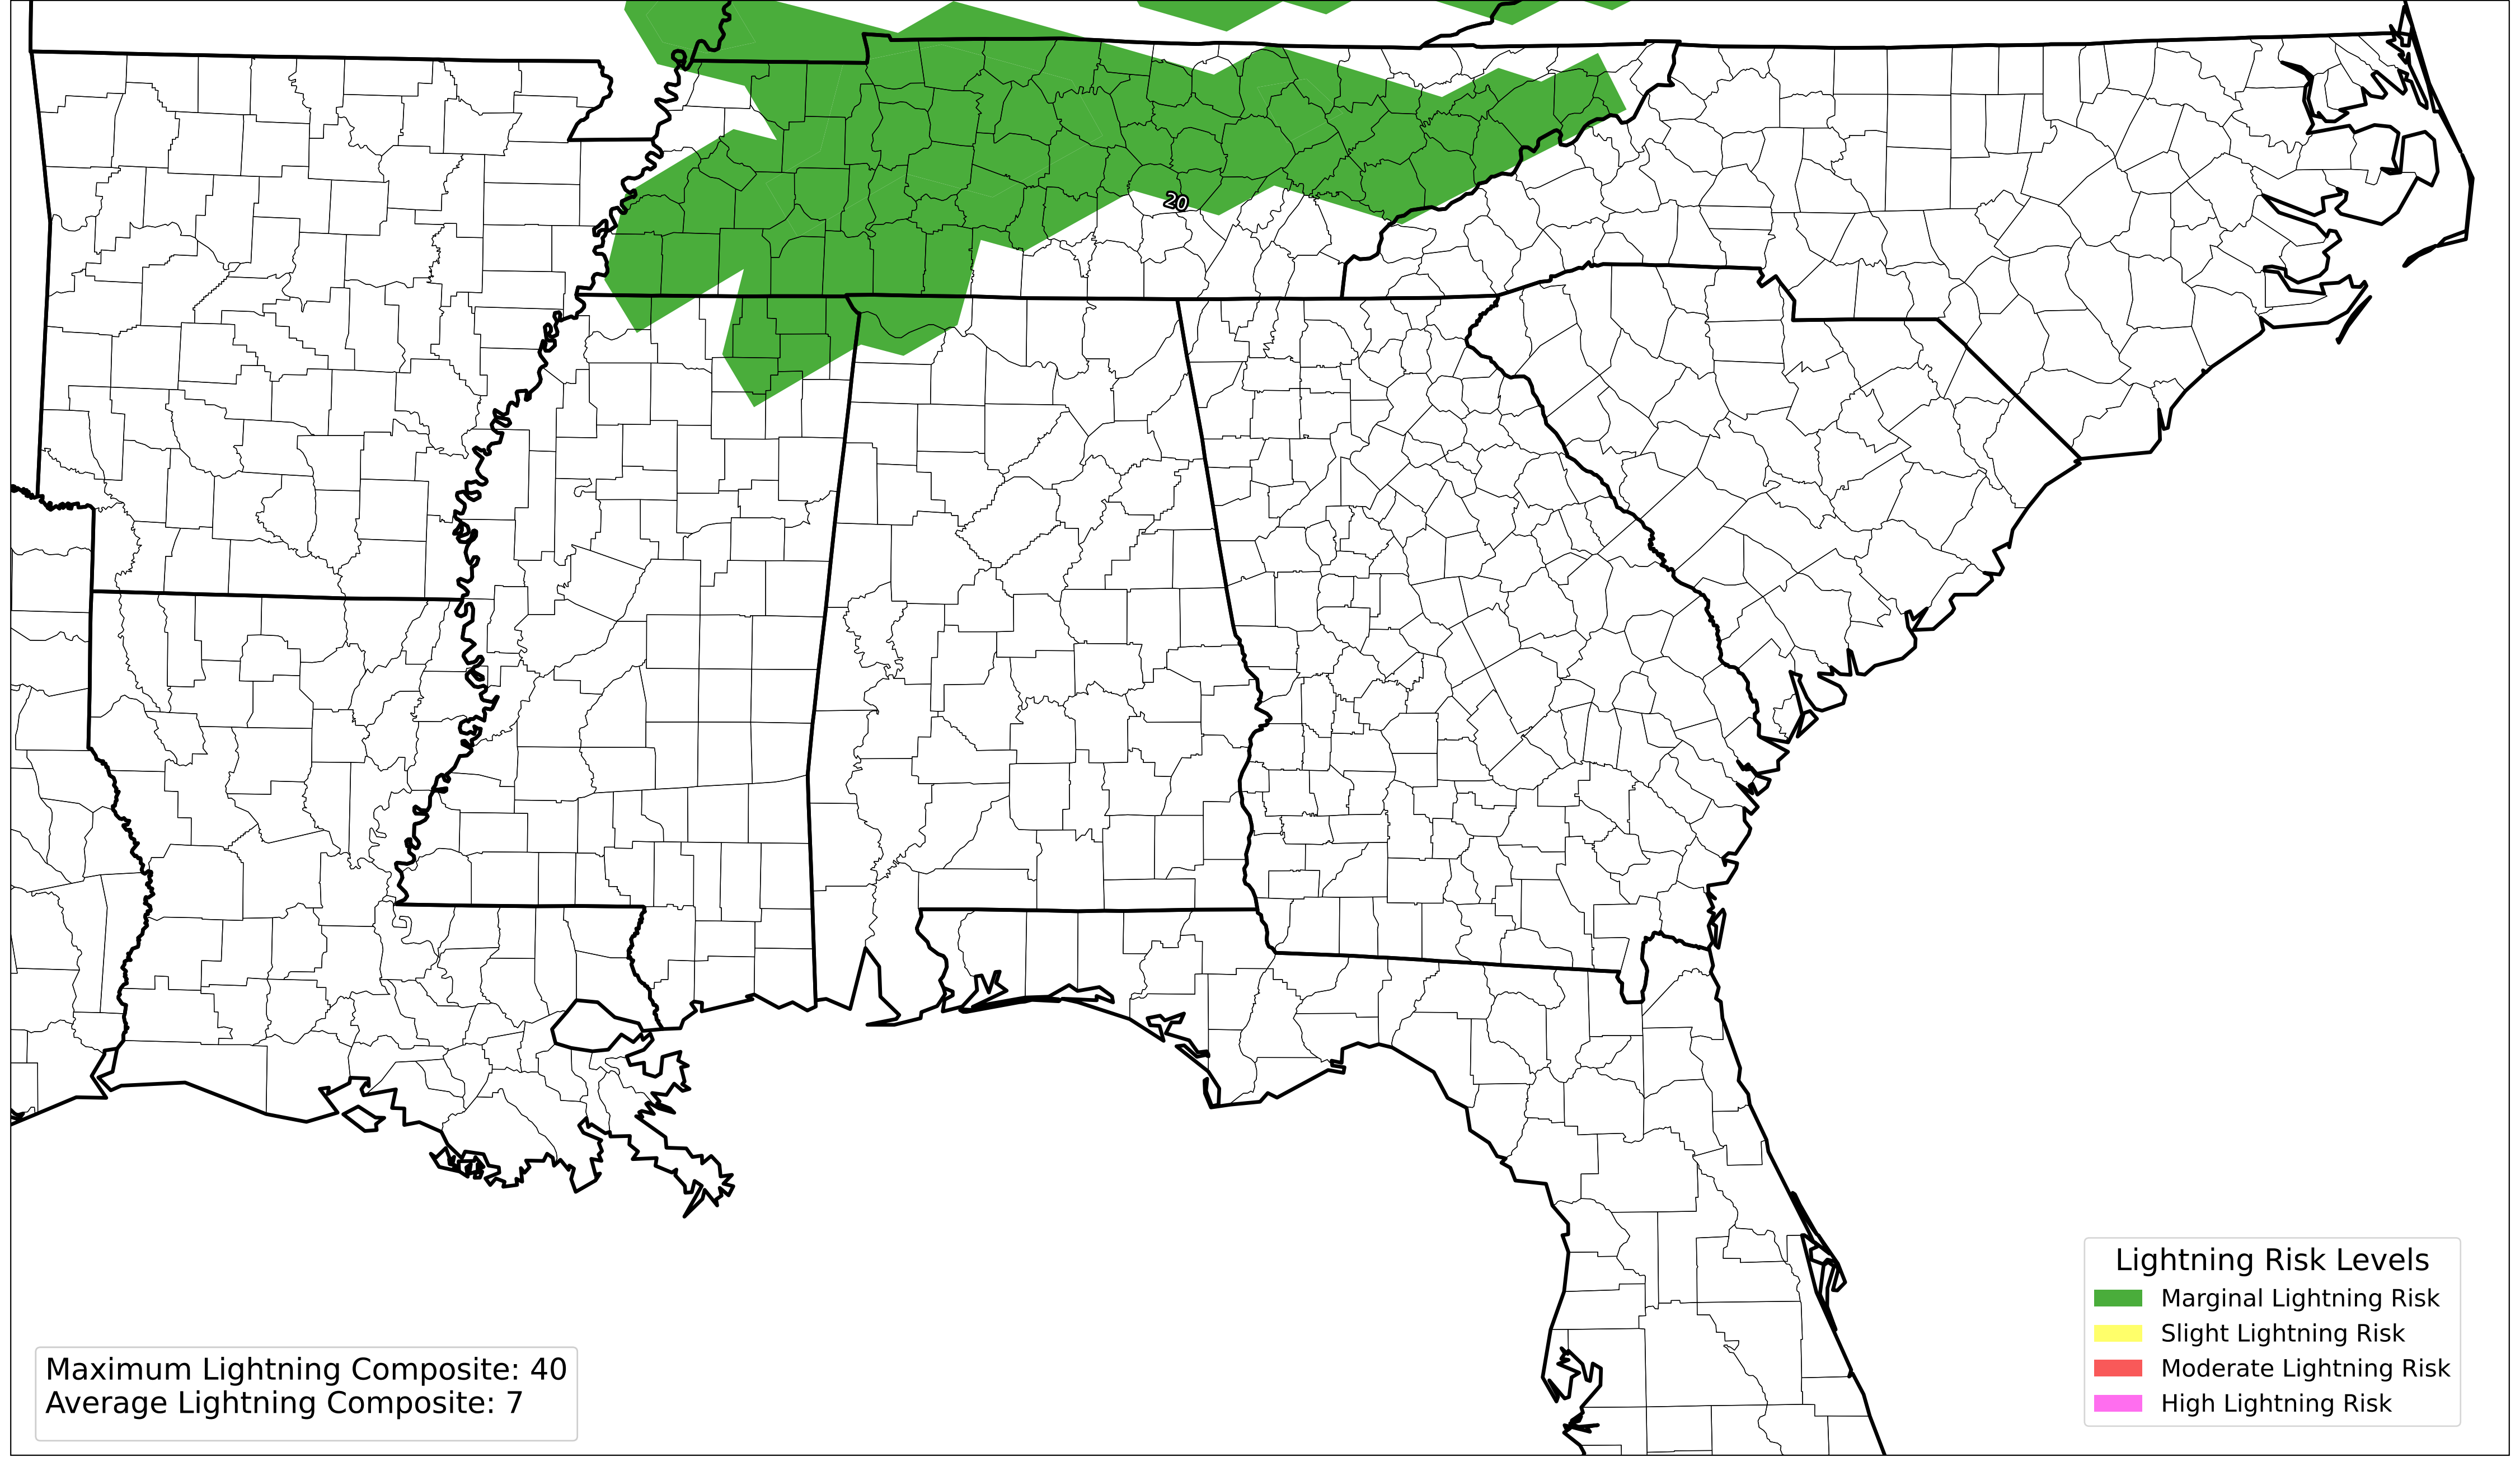 20
Lightning Risk Levels
Marginal Lightning Risk
Slight Lightning Risk
Moderate Lightning Risk
High Lightning Risk
Maximum Lightning Composite: 40
Average Lightning Composite: 7